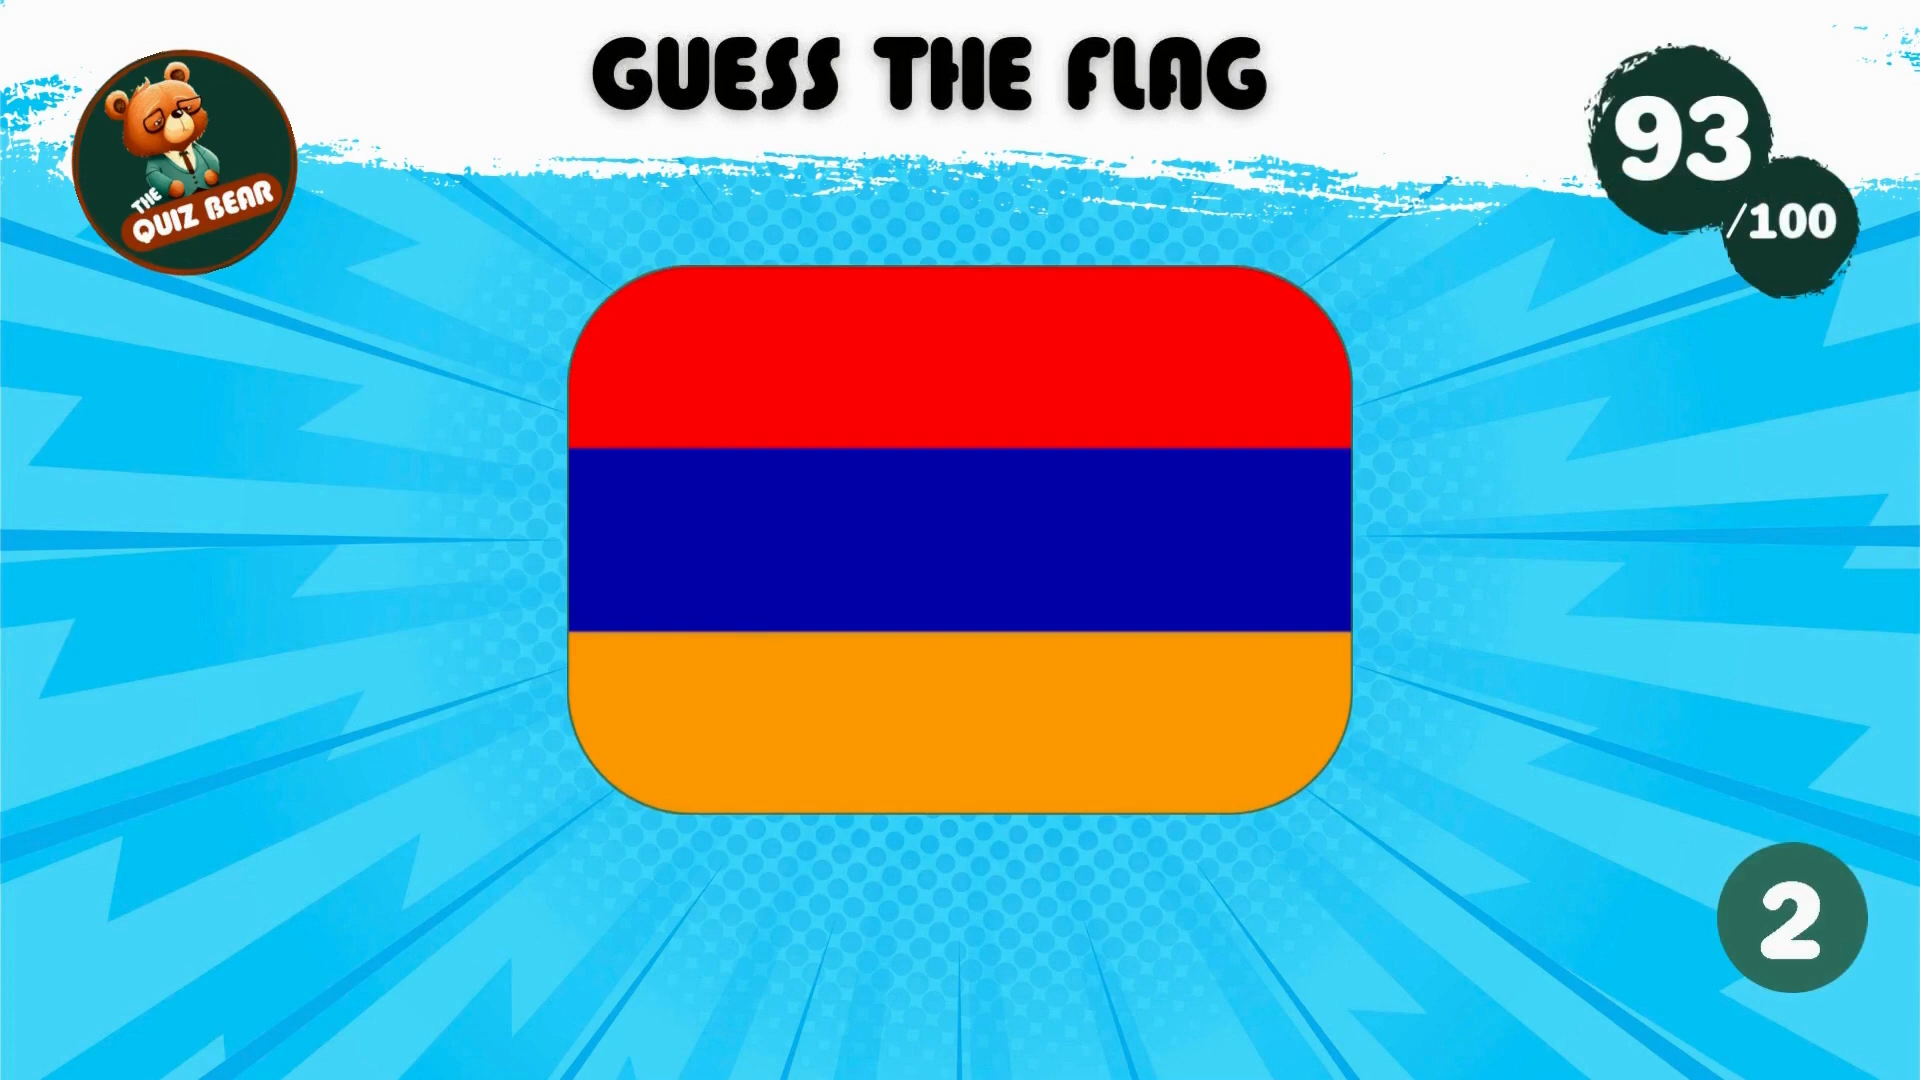 GUESS THE FLAG
THE
QUIZ BEAR
93
/100
2